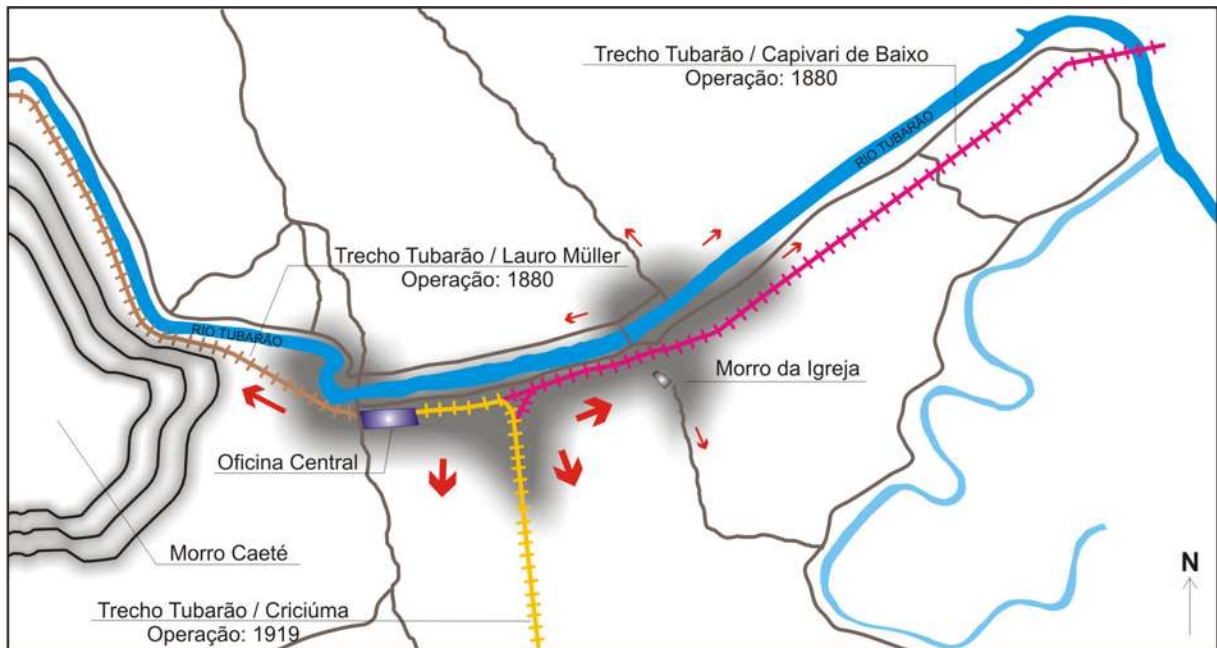 Trecho Tubarão / Capivari de Baixo
Operação: 1880
RIO TUBARÃO
Trecho Tubarão / Lauro Müller
Operação: 1880
RIO TUBARÃO
Morro da Igreja
Oficina Central
Morro Caeté
N
Trecho Tubarão / Criciúma
Operação: 1919